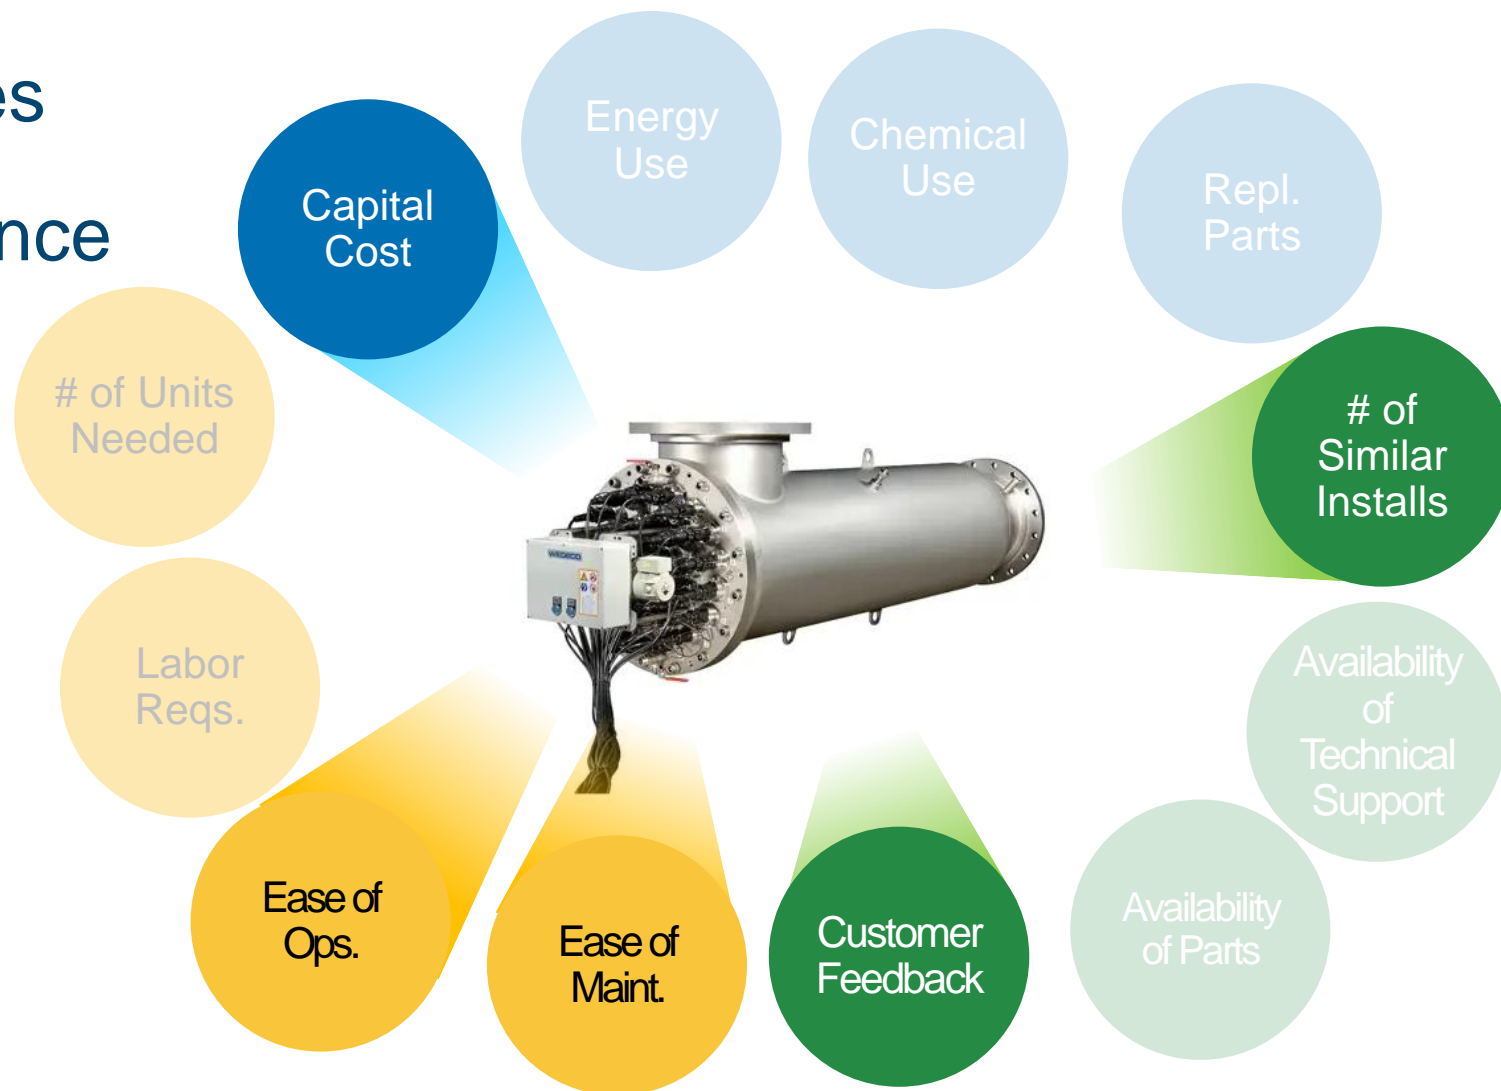 es
nce
Capital
Cost
Energy
Use
Chemical
Use
Repl.
Parts
# of Units
Needed
# of
Similar
Installs
WEDECO
Labor
Reqs.
Availability
of
Technical
Support
Ease of
Ops.
Ease of
Maint.
Customer
Feedback
Availability
of Parts